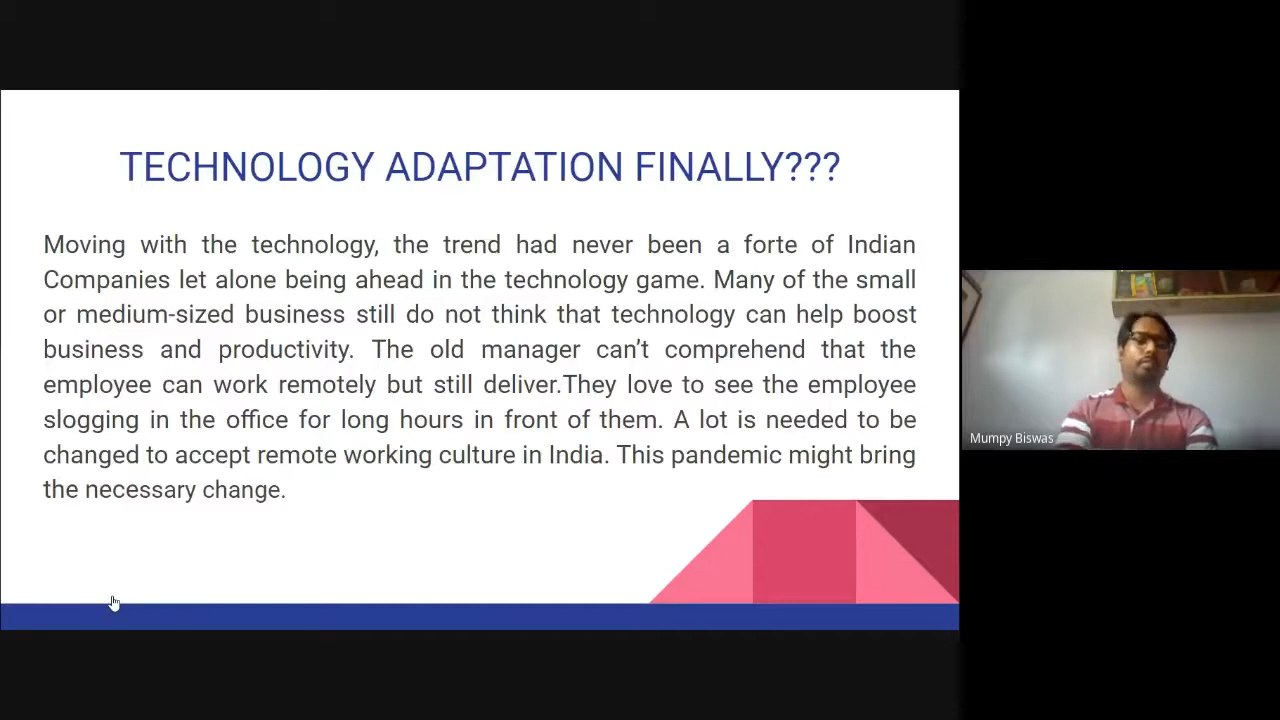 TECHNOLOGY ADAPTATION FINALLY???
Moving with the technology, the trend had never been a forte of Indian
Companies let alone being ahead in the technology game. Many of the small
or medium-sized business still do not think that technology can help boost
business and productivity. The old manager can’t comprehend that the
employee can work remotely but still deliver.They love to see the employee
slogging in the office for long hours in front of them. A lot is needed to be
changed to accept remote working culture in India. This pandemic might bring
the necessary change.
Mumpy Biswas